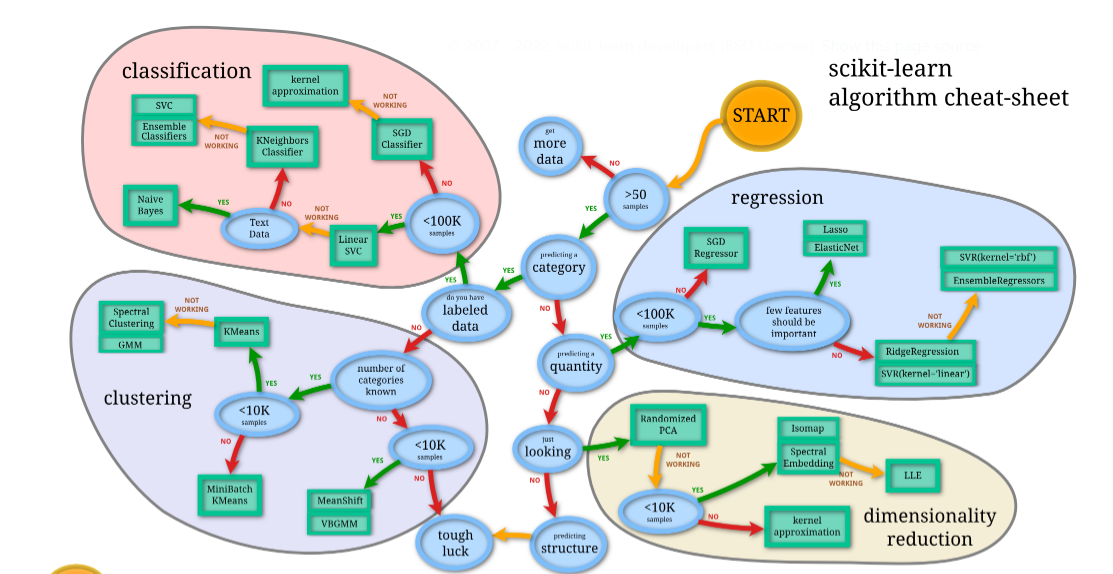 scikit-learn
algorithm cheat-sheet
START
classification
kernel
approximation
NOT
WORKING
SVC
Ensemble
Classifiers
NOT
WORKING
KNeighbors
Classifier
SGD
Classifier
NO
Naive
Bayes
YES
NO
Text
Data
NOT
WORKING
Linear
SVC
YES
<100K
samples
get
more
data
NO
>50
samples
YES
predicting a
category
YES
NO
do you have
labeled
data
YES
NO
predicting a
quantity
YES
NO
just
looking
YES
NO
predicting
structure
tough
luck
regression
SGD
Regressor
Lasso
ElasticNet
SVR(kernel='rbf')
EnsembleRegressors
<100K
samples
NO
YES
few features
should be
important
YES
NO
NOT
WORKING
RidgeRegression
SVR(kernel='linear')
clustering
Spectral
Clustering
GMM
NOT
WORKING
KMeans
YES
<10K
samples
NO
MiniBatch
KMeans
number of
categories
known
YES
NO
<10K
samples
YES
NO
MeanShift
VBGMM
dimensionality
reduction
Randomized
PCA
NOT
WORKING
<10K
samples
YES
NO
Isomap
Spectral
Embedding
NOT
WORKING
LLE
kernel
approximation